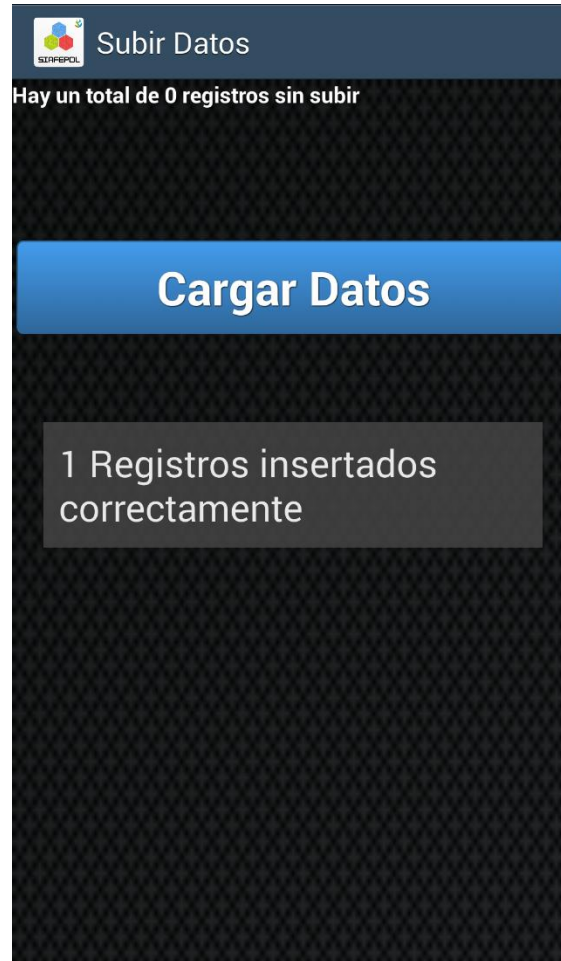 SIAFEPOL
Subir Datos
Hay un total de 0 registros sin subir
Cargar Datos
1 Registros insertados
correctamente